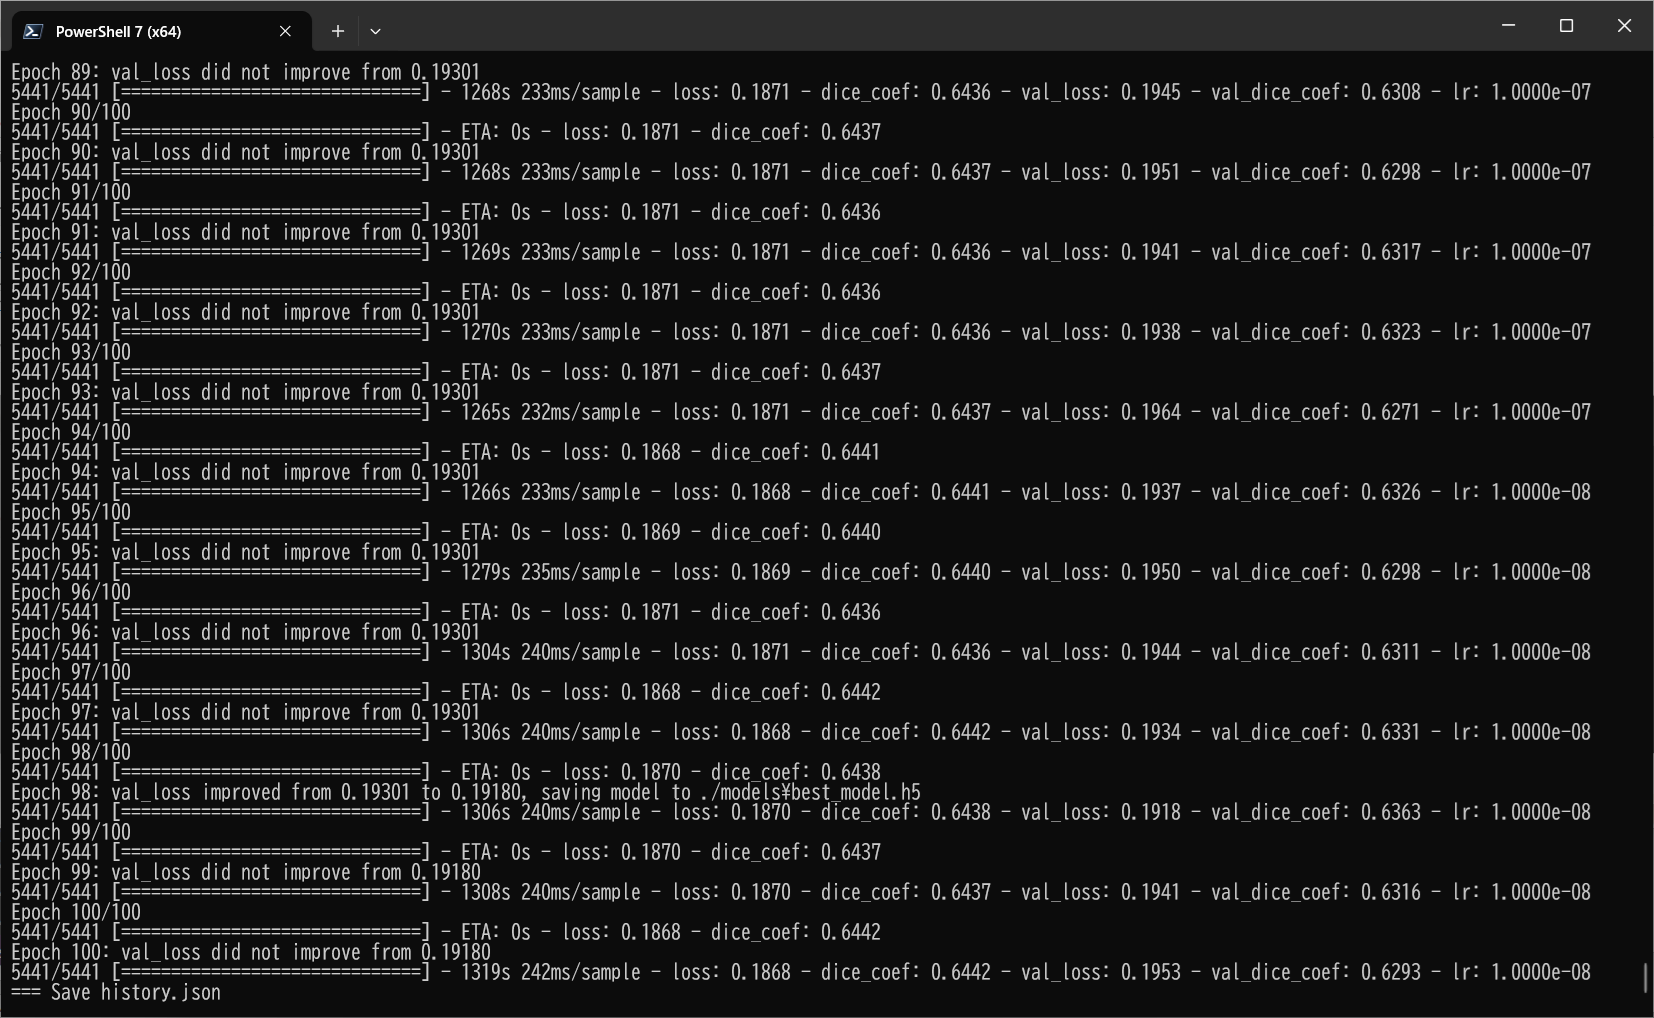 PowerShell 7 (x64)
Epoch 89: val_loss did not improve from 0.19301
5441/5441 [==============================] - 1268s 233ms/sample - loss: 0.1871 - dice_coef: 0.6436 - val_loss: 0.1945 - val_dice_coef: 0.6308 - lr: 1.0000e-07
Epoch 90/100
5441/5441 [==============================] - ETA: 0s - loss: 0.1871 - dice_coef: 0.6437
Epoch 90: val_loss did not improve from 0.19301
5441/5441 [==============================] - 1268s 233ms/sample - loss: 0.1871 - dice_coef: 0.6437 - val_loss: 0.1951 - val_dice_coef: 0.6298 - lr: 1.0000e-07
Epoch 91/100
5441/5441 [==============================] - ETA: 0s - loss: 0.1871 - dice_coef: 0.6436
Epoch 91: val_loss did not improve from 0.19301
5441/5441 [==============================] - 1269s 233ms/sample - loss: 0.1871 - dice_coef: 0.6436 - val_loss: 0.1941 - val_dice_coef: 0.6317 - lr: 1.0000e-07
Epoch 92/100
5441/5441 [==============================] - ETA: 0s - loss: 0.1871 - dice_coef: 0.6436
Epoch 92: val_loss did not improve from 0.19301
5441/5441 [==============================] - 1270s 233ms/sample - loss: 0.1871 - dice_coef: 0.6436 - val_loss: 0.1938 - val_dice_coef: 0.6323 - lr: 1.0000e-07
Epoch 93/100
5441/5441 [==============================] - ETA: 0s - loss: 0.1871 - dice_coef: 0.6437
Epoch 93: val_loss did not improve from 0.19301
5441/5441 [==============================] - 1265s 232ms/sample - loss: 0.1871 - dice_coef: 0.6437 - val_loss: 0.1964 - val_dice_coef: 0.6271 - lr: 1.0000e-07
Epoch 94/100
5441/5441 [==============================] - ETA: 0s - loss: 0.1868 - dice_coef: 0.6441
Epoch 94: val_loss did not improve from 0.19301
5441/5441 [==============================] - 1266s 233ms/sample - loss: 0.1868 - dice_coef: 0.6441 - val_loss: 0.1937 - val_dice_coef: 0.6326 - lr: 1.0000e-08
Epoch 95/100
5441/5441 [==============================] - ETA: 0s - loss: 0.1869 - dice_coef: 0.6440
Epoch 95: val_loss did not improve from 0.19301
5441/5441 [==============================] - 1279s 235ms/sample - loss: 0.1869 - dice_coef: 0.6440 - val_loss: 0.1950 - val_dice_coef: 0.6298 - lr: 1.0000e-08
Epoch 96/100
5441/5441 [==============================] - ETA: 0s - loss: 0.1871 - dice_coef: 0.6436
Epoch 96: val_loss did not improve from 0.19301
5441/5441 [==============================] - 1304s 240ms/sample - loss: 0.1871 - dice_coef: 0.6436 - val_loss: 0.1944 - val_dice_coef: 0.6311 - lr: 1.0000e-08
Epoch 97/100
5441/5441 [==============================] - ETA: 0s - loss: 0.1868 - dice_coef: 0.6442
Epoch 97: val_loss did not improve from 0.19301
5441/5441 [==============================] - 1306s 240ms/sample - loss: 0.1868 - dice_coef: 0.6442 - val_loss: 0.1934 - val_dice_coef: 0.6331 - lr: 1.0000e-08
Epoch 98/100
5441/5441 [==============================] - ETA: 0s - loss: 0.1870 - dice_coef: 0.6438
Epoch 98: val_loss improved from 0.19301 to 0.19180, saving model to ./models¥best_model.h5
5441/5441 [==============================] - 1306s 240ms/sample - loss: 0.1870 - dice_coef: 0.6438 - val_loss: 0.1918 - val_dice_coef: 0.6363 - lr: 1.0000e-08
Epoch 99/100
5441/5441 [==============================] - ETA: 0s - loss: 0.1870 - dice_coef: 0.6437
Epoch 99: val_loss did not improve from 0.19180
5441/5441 [==============================] - 1308s 240ms/sample - loss: 0.1870 - dice_coef: 0.6437 - val_loss: 0.1941 - val_dice_coef: 0.6316 - lr: 1.0000e-08
Epoch 100/100
5441/5441 [==============================] - ETA: 0s - loss: 0.1868 - dice_coef: 0.6442
Epoch 100: val_loss did not improve from 0.19180
5441/5441 [==============================] - 1319s 242ms/sample - loss: 0.1868 - dice_coef: 0.6442 - val_loss: 0.1953 - val_dice_coef: 0.6293 - lr: 1.0000e-08
=== Save history.json